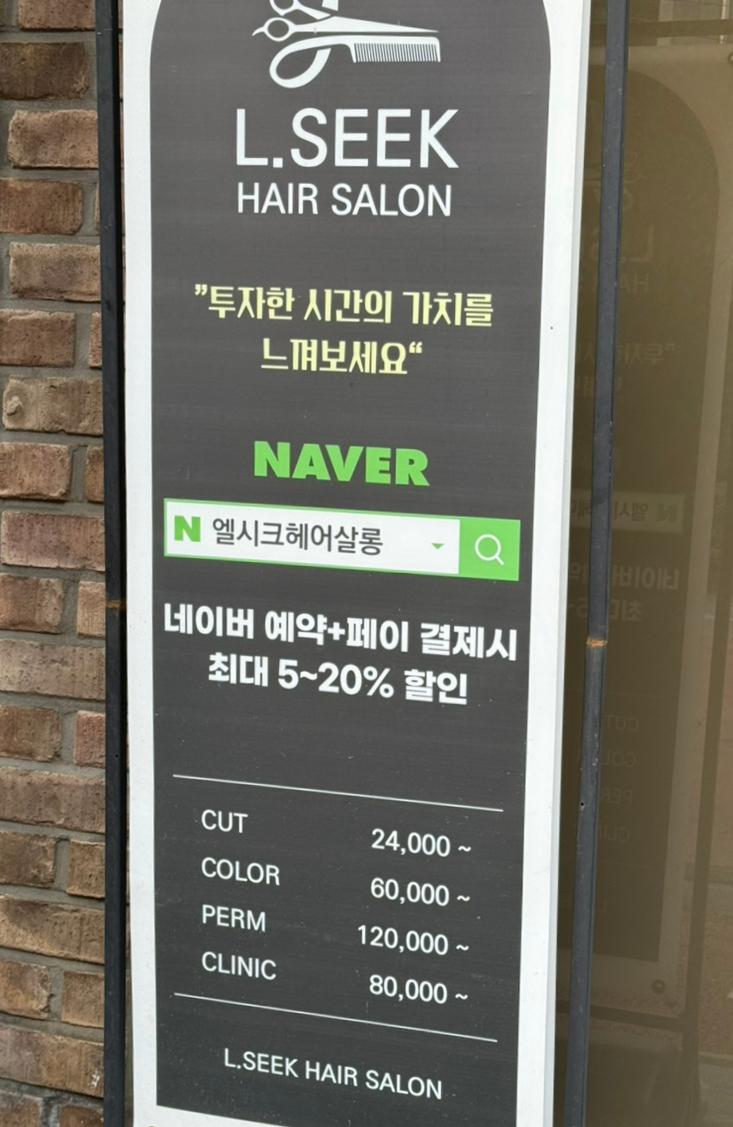 L.SEEK
HAIR SALON
"투자한 시간의 가치를
느껴보세요"
NAVER
N 엘시크헤어살롱
네이버 예약+페이 결제시
최대 5~20% 할인
CUT 24,000 ~
COLOR 60,000 ~
PERM 120,000 ~
CLINIC 80,000 ~
L.SEEK HAIR SALON